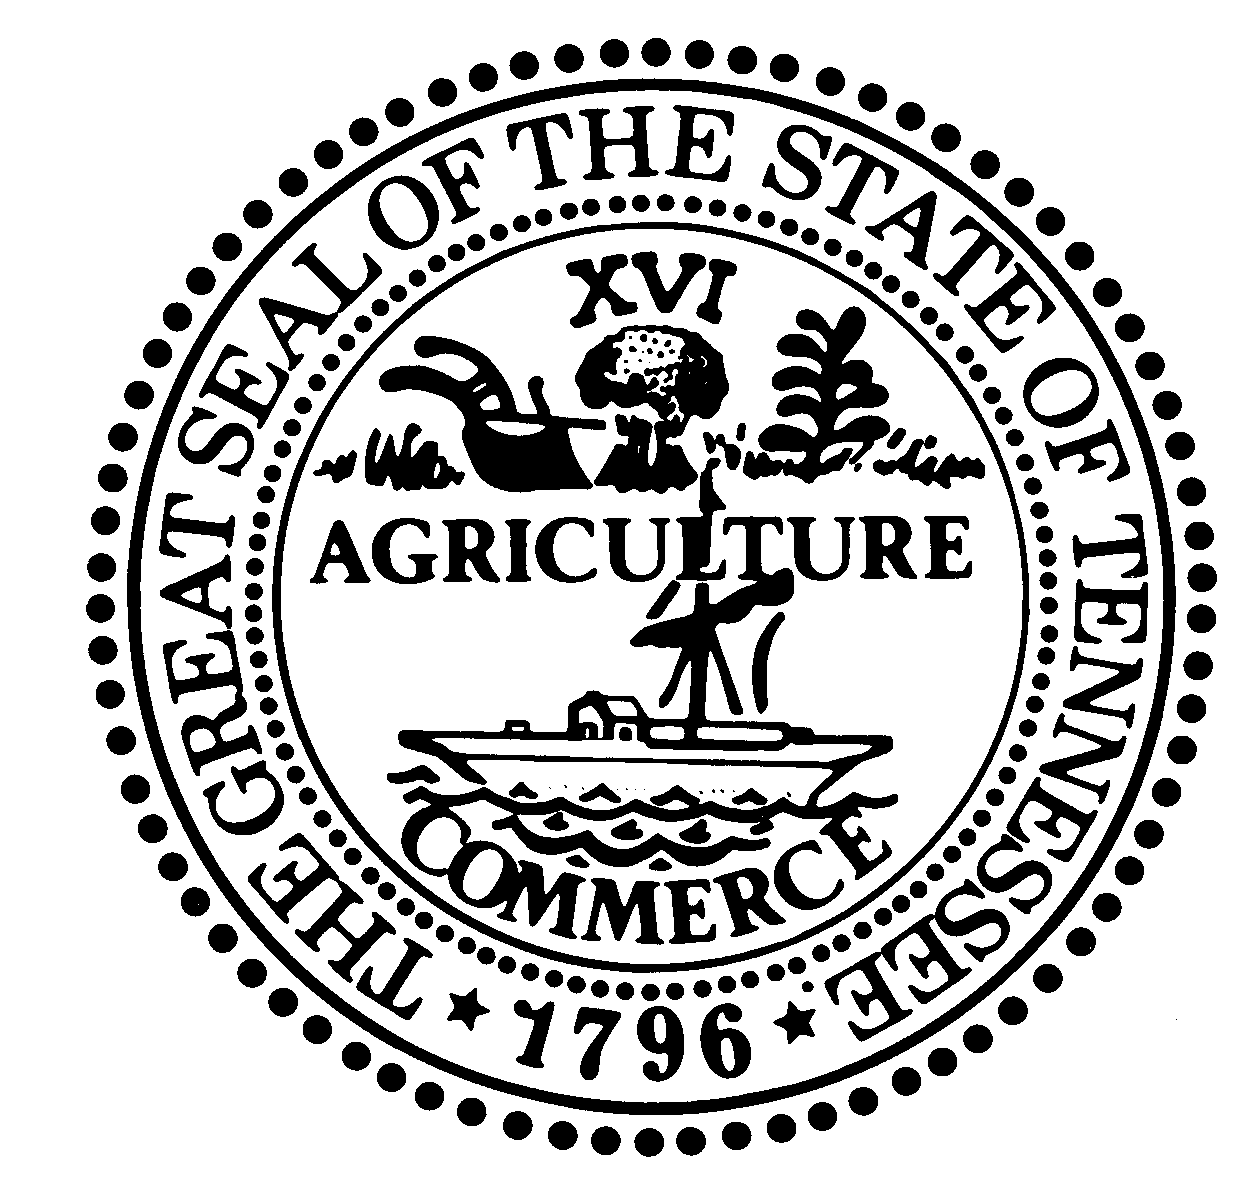 THE GREAT SEAL OF THE STATE OF TENNESSEE
XVI
AGRICULTURE
COMMERCE
★ 1796 ★